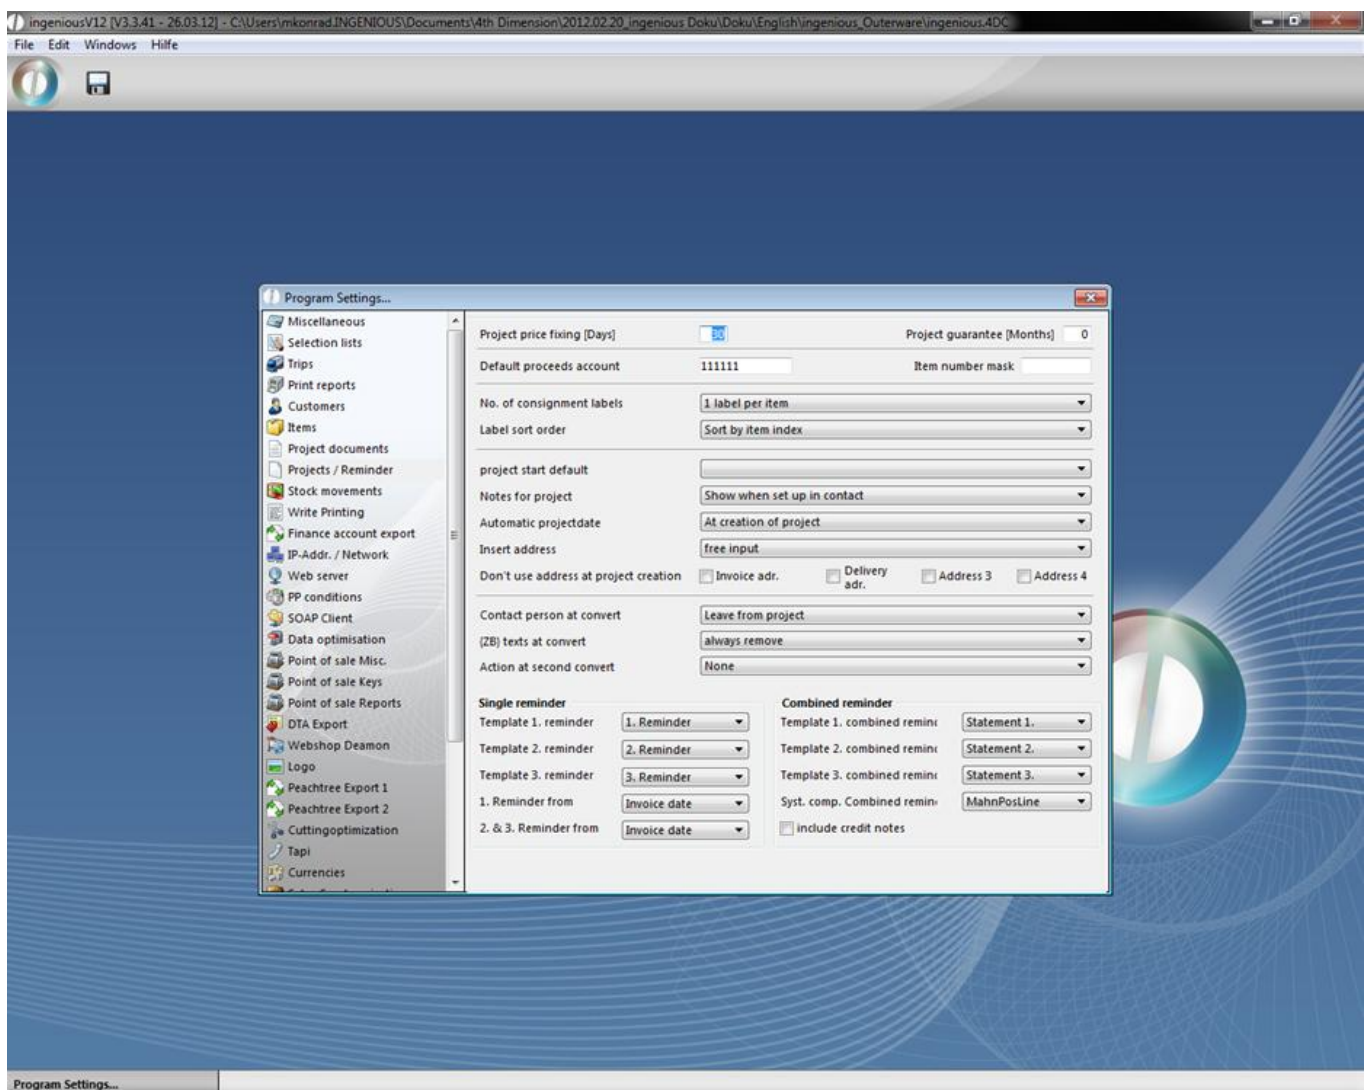 ingeniousV12 [V3.3.41 - 26.03.12] - C:\Users\mkonrad.INGENIOUS\Documents\4th Dimension\2012.02.20_ingenious Doku\Doku\English\ingenious_Outerware\ingenious.4DC
File Edit Windows Hilfe
Program Settings...
Miscellaneous
Selection lists
Trips
Print reports
Customers
Items
Project documents
Projects / Reminder
Stock movements
Write Printing
Finance account export
IP-Addr. / Network
Web server
PP conditions
SOAP Client
Data optimisation
Point of sale Misc.
Point of sale Keys
Point of sale Reports
DTA Export
Webshop Deamon
Logo
Peachtree Export 1
Peachtree Export 2
Cuttingoptimization
Tapi
Currencies
Project price fixing [Days] 30 Project guarantee [Months] 0
Default proceeds account 111111 Item number mask
No. of consignment labels 1 label per item
Label sort order Sort by item index
project start default
Notes for project Show when set up in contact
Automatic projectdate At creation of project
Insert address free input
Don't use address at project creation Invoice adr. Delivery adr. Address 3 Address 4
Contact person at convert Leave from project
{ZB} texts at convert always remove
Action at second convert None
Single reminder Combined reminder
Template 1. reminder 1. Reminder Template 1. combined remin Statement 1.
Template 2. reminder 2. Reminder Template 2. combined remin Statement 2.
Template 3. reminder 3. Reminder Template 3. combined remin Statement 3.
1. Reminder from Invoice date Syst. comp. Combined remin MahnPosLine
2. & 3. Reminder from Invoice date include credit notes
Program Settings...